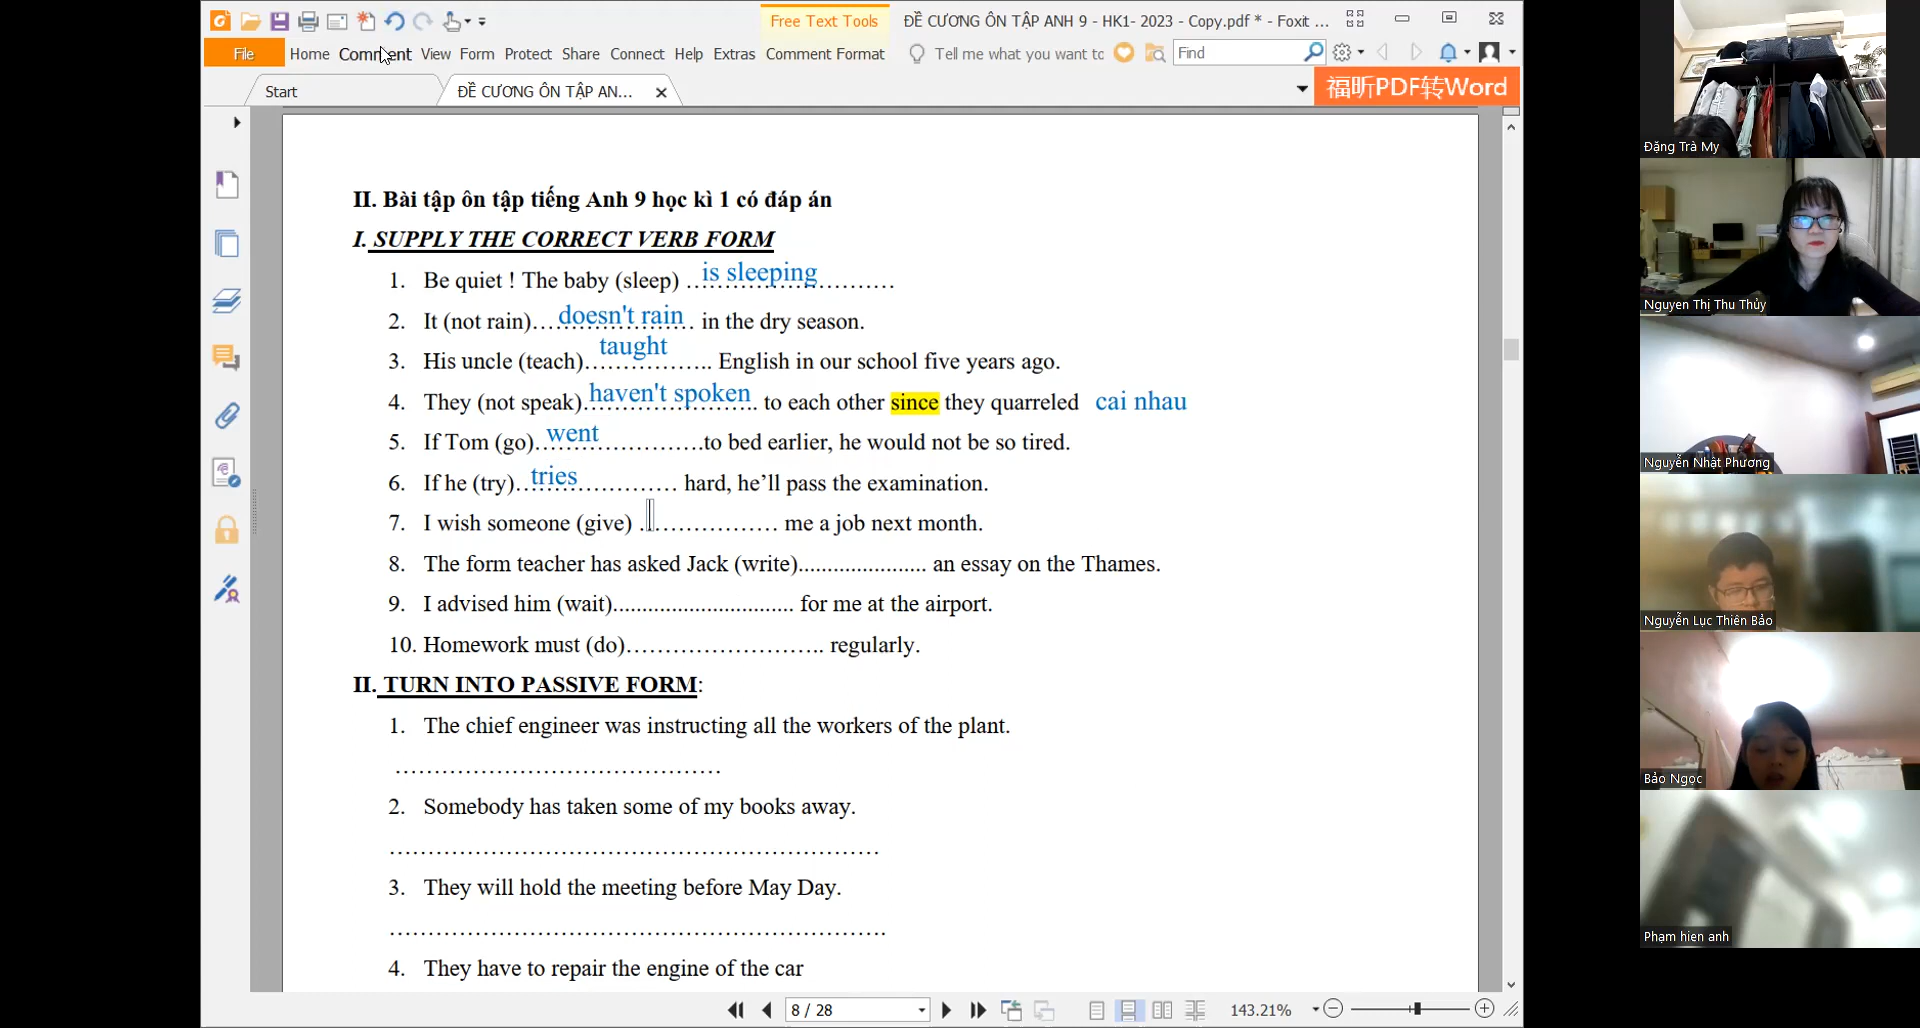 Free Text Tools
ĐỀ CƯƠNG ÔN TẬP ANH 9 - HK1- 2023 - Copy.pdf * - Foxit ...
File Home Comment View Form Protect Share Connect Help Extras Comment Format Tell me what you want to Find
Start ĐỀ CƯƠNG ÔN TẬP AN... 福昕PDF转Word
II. Bài tập ôn tập tiếng Anh 9 học kì 1 có đáp án
I. SUPPLY THE CORRECT VERB FORM
1. Be quiet ! The baby (sleep) is sleeping ...........................
2. It (not rain)..... doesn't rain ..... in the dry season.
3. His uncle (teach)..... taught ..... English in our school five years ago.
4. They (not speak)..... haven't spoken ..... to each other since they quarreled cai nhau
5. If Tom (go)..... went .....to bed earlier, he would not be so tired.
6. If he (try)..... tries ..... hard, he'll pass the examination.
7. I wish someone (give) .................. me a job next month.
8. The form teacher has asked Jack (write)...................... an essay on the Thames.
9. I advised him (wait)............................... for me at the airport.
10. Homework must (do)............................ regularly.
II. TURN INTO PASSIVE FORM:
1. The chief engineer was instructing all the workers of the plant.
..........................................
2. Somebody has taken some of my books away.
...............................................................
3. They will hold the meeting before May Day.
................................................................
4. They have to repair the engine of the car
8 / 28 143.21%
Đặng Trà My
Nguyen Thị Thu Thủy
Nguyễn Nhật Phương
Nguyễn Lục Thiên Bảo
Bảo Ngọc
Phạm hien anh